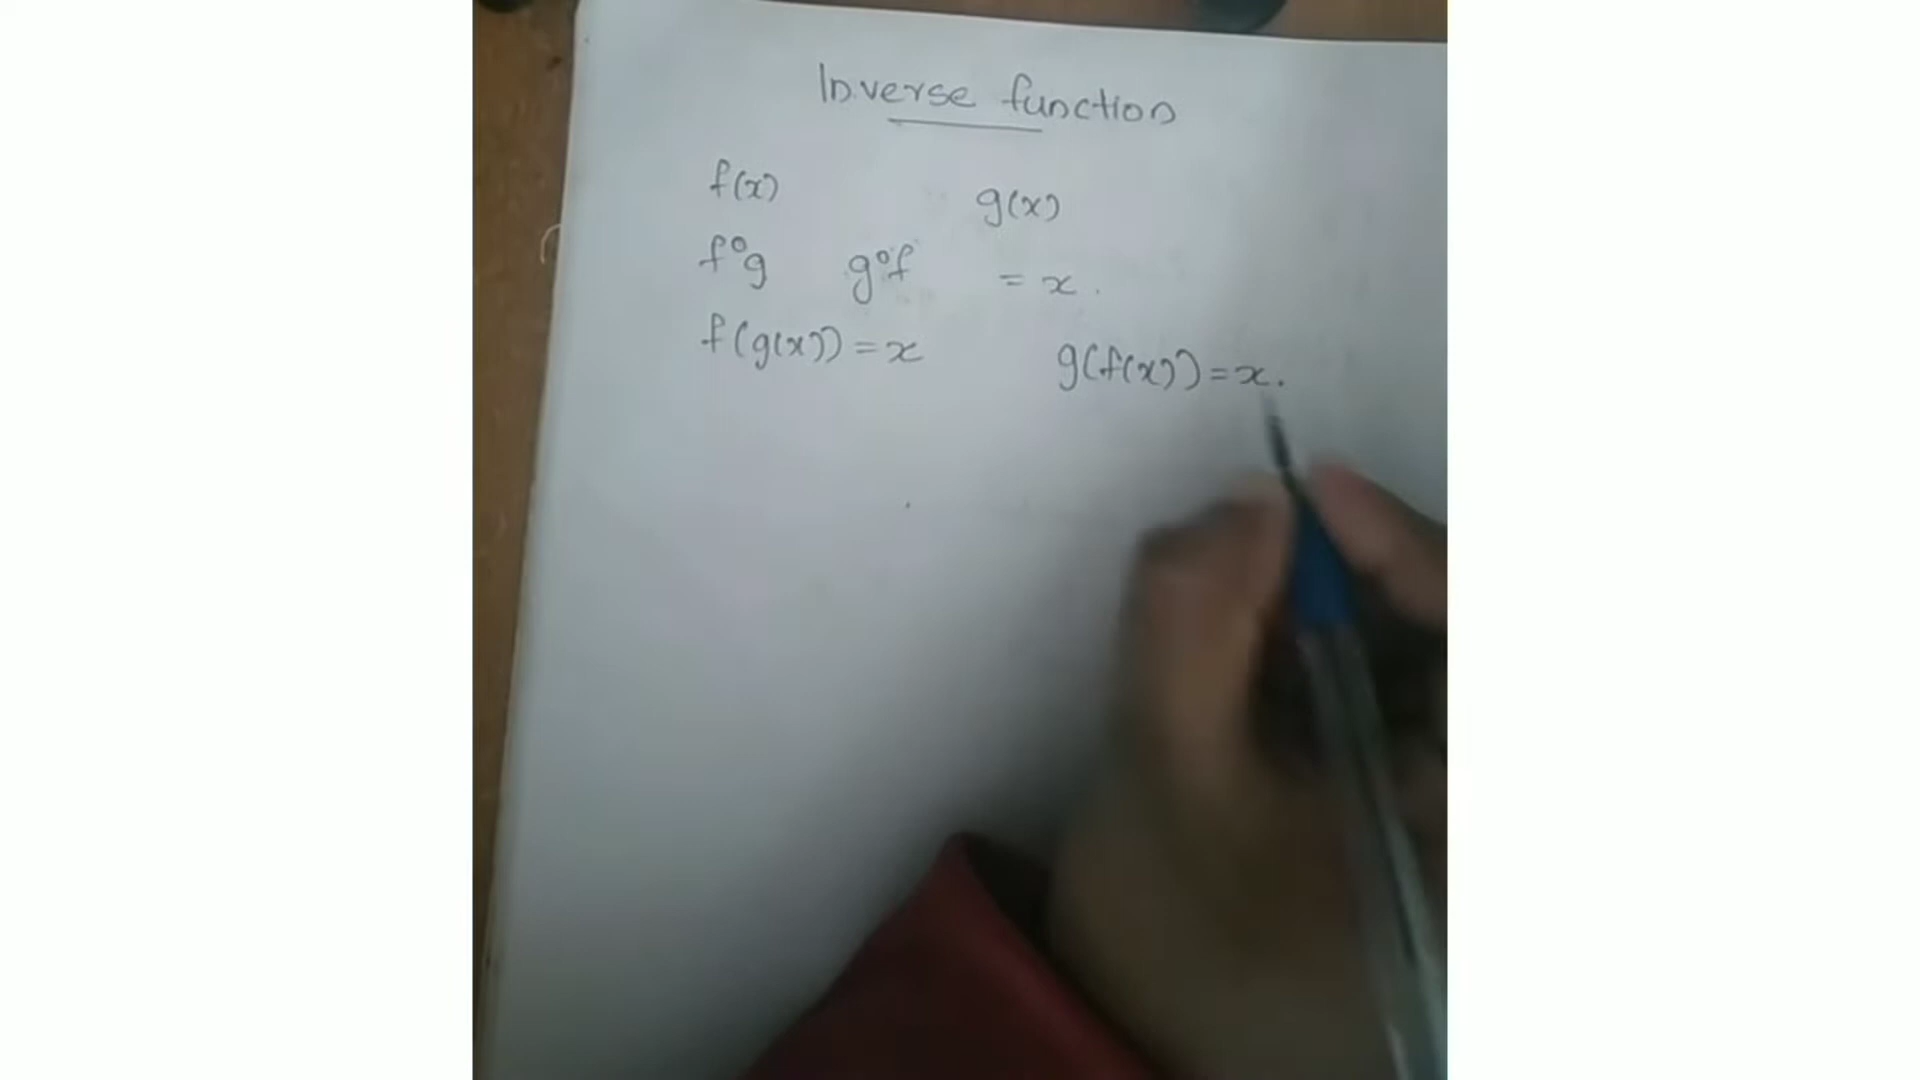 Inverse function
f(x) g(x)
f°g g°f = x.
f(g(x)) = x g(f(x)) = x.